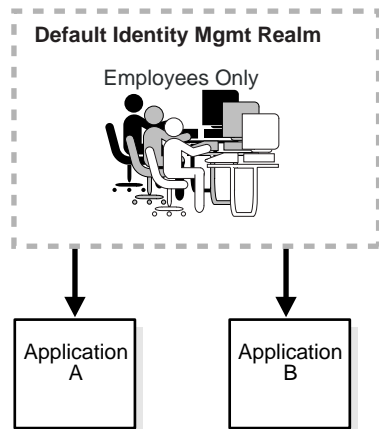 Default Identity Mgmt Realm
Employees Only
Application
A
Application
B